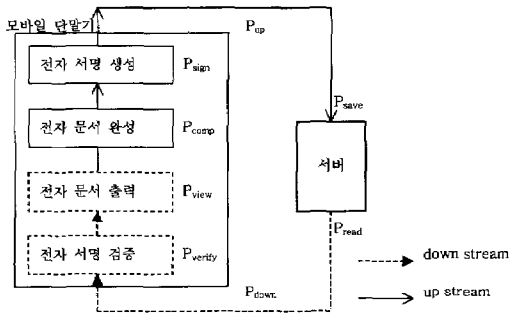 모바일 단말기
P_up
전자 서명 생성 P_sign
P_save
전자 문서 완성 P_comp
서버
전자 문서 출력 P_view
P_read
전자 서명 검증 P_verify
down stream
P_down
up stream